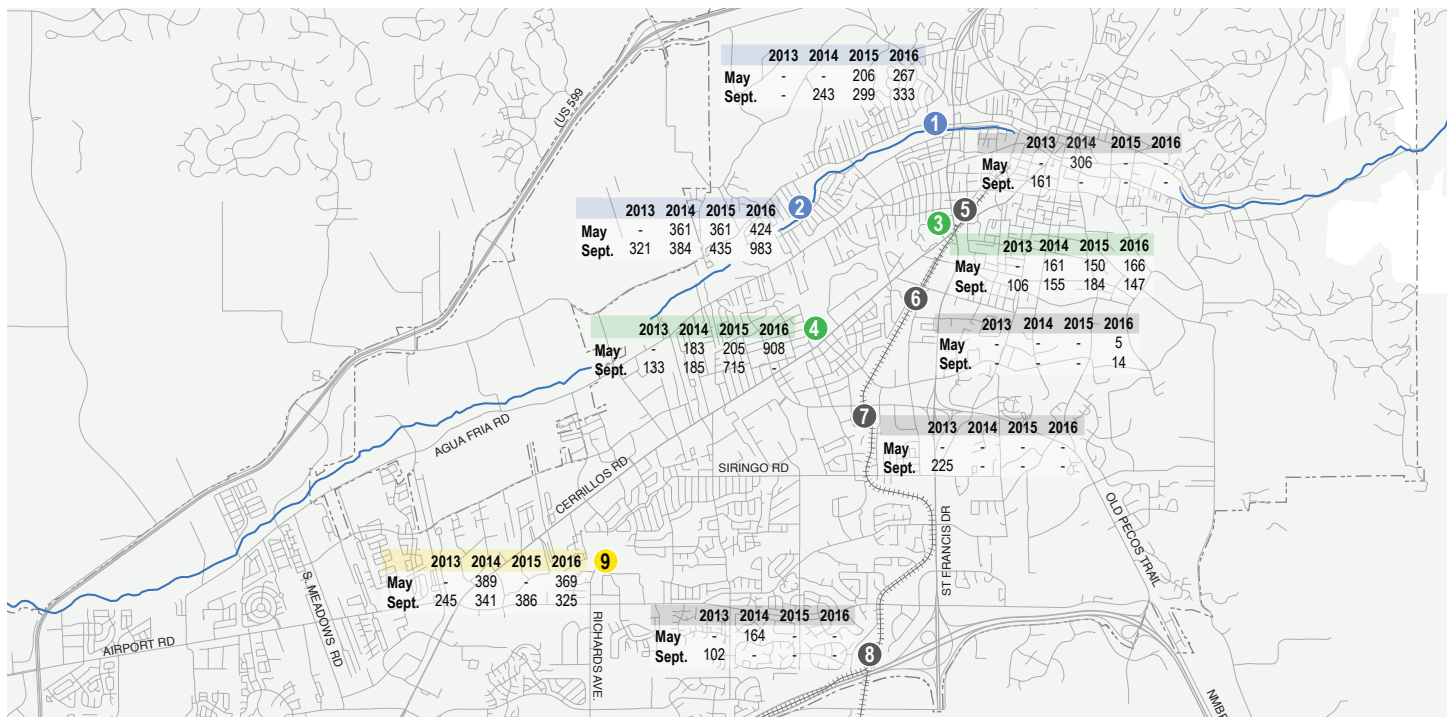 2013 2014 2015 2016
May - - 206 267
Sept. - 243 299 333
1
(US 599
2013 2014 2015 2016
May - 306 - -
Sept. 161 - - -
2
2013 2014 2015 2016
May - 361 361 424
Sept. 321 384 435 983
5
3
2013 2014 2015 2016
May - 161 150 166
Sept. 106 155 184 147
6
4
2013 2014 2015 2016
May - 183 205 908
Sept. 133 185 715 -
2013 2014 2015 2016
May - - - 5
Sept. - - - 14
7
2013 2014 2015 2016
May - - - -
Sept. 225 - - -
AGUA FRIA RD
CERRILLOS RD
SIRINGO RD
ST FRANCIS DR
OLD PECOS TRAIL
S. MEADOWS RD
9
2013 2014 2015 2016
May - 389 - 369
Sept. 245 341 386 325
AIRPORT RD
RICHARDS AVE.
2013 2014 2015 2016
May - 164 - -
Sept. 102 - - -
8